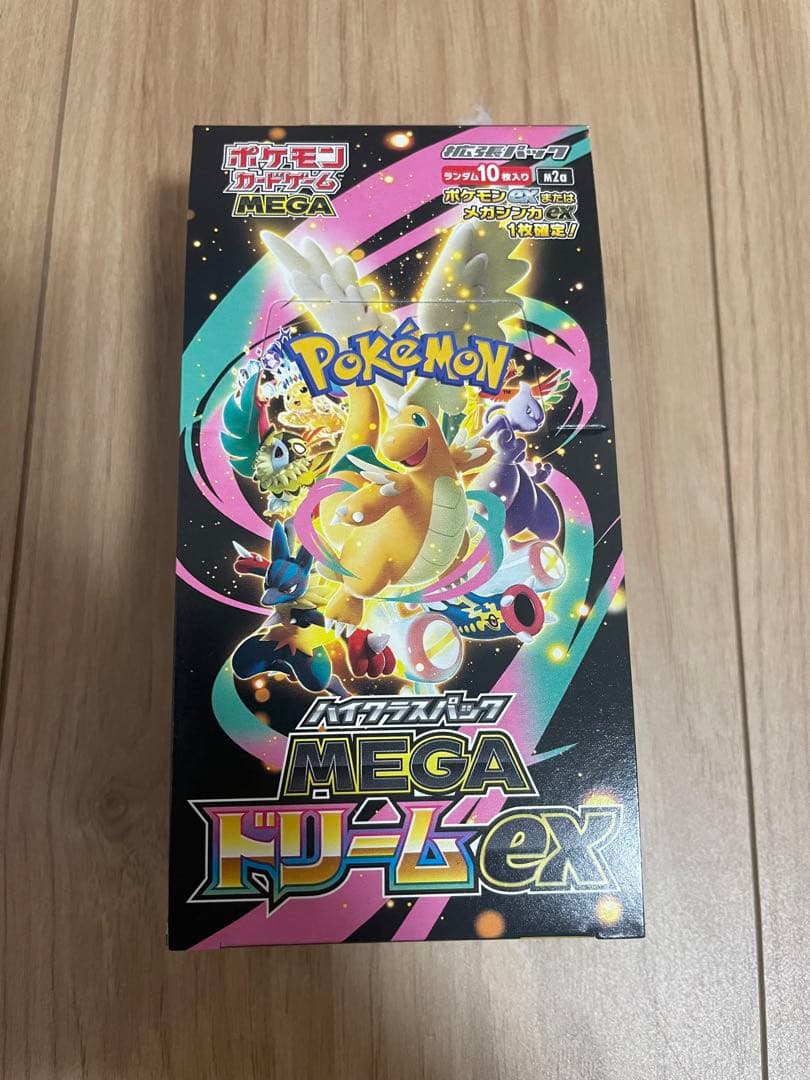 ポケモン
カードゲーム
MEGA
拡張パック
ランダム10枚入り M2a
ポケモンexまたは
メガシンカex
1枚確定!
POKéMON
TM
ハイクラスパック
MEGA
ドリームex